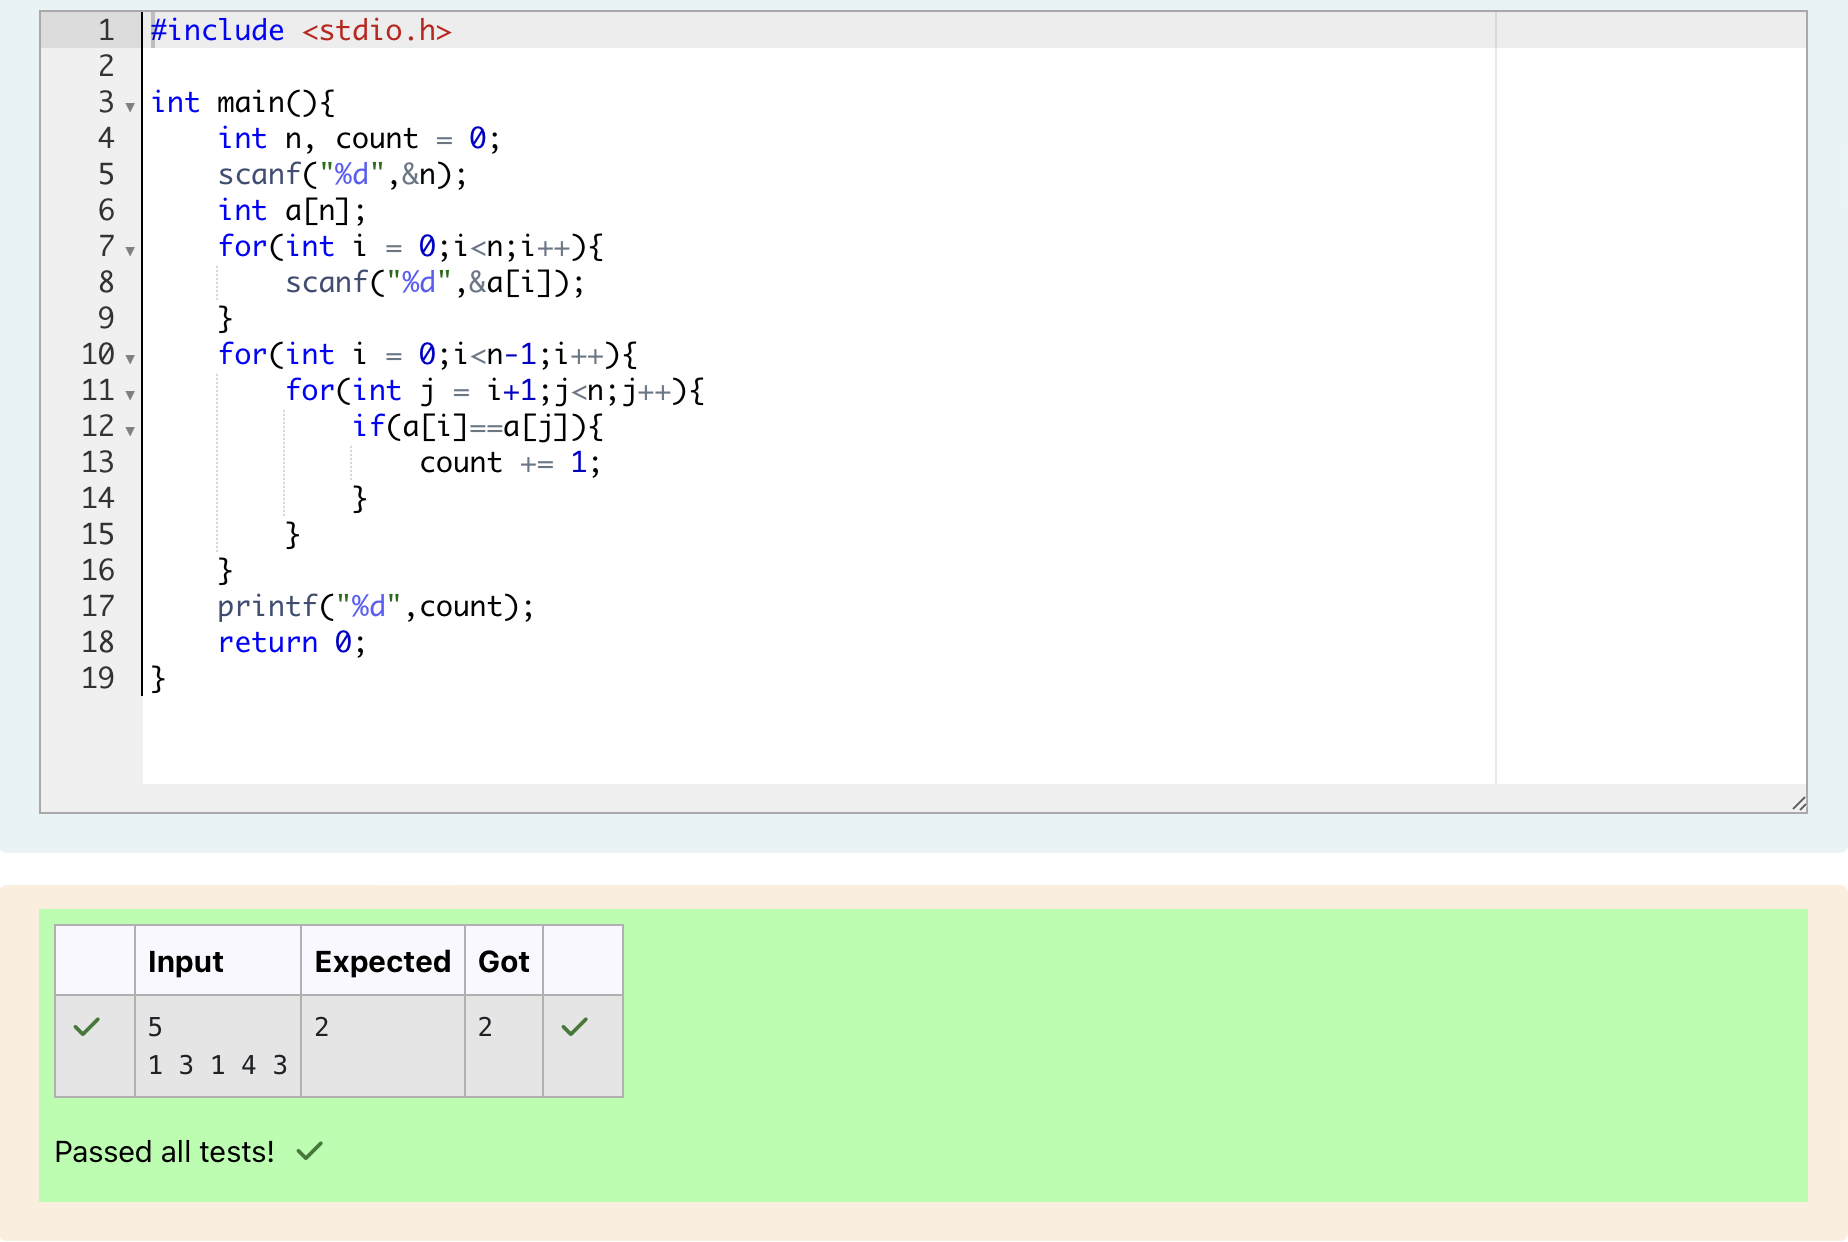 1 #include <stdio.h>
2
3 int main(){
4     int n, count = 0;
5     scanf("%d",&n);
6     int a[n];
7     for(int i = 0;i<n;i++){
8         scanf("%d",&a[i]);
9     }
10     for(int i = 0;i<n-1;i++){
11         for(int j = i+1;j<n;j++){
12             if(a[i]==a[j]){
13                 count += 1;
14             }
15         }
16     }
17     printf("%d",count);
18     return 0;
19 }
Input Expected Got
5 2 2
1 3 1 4 3
Passed all tests!